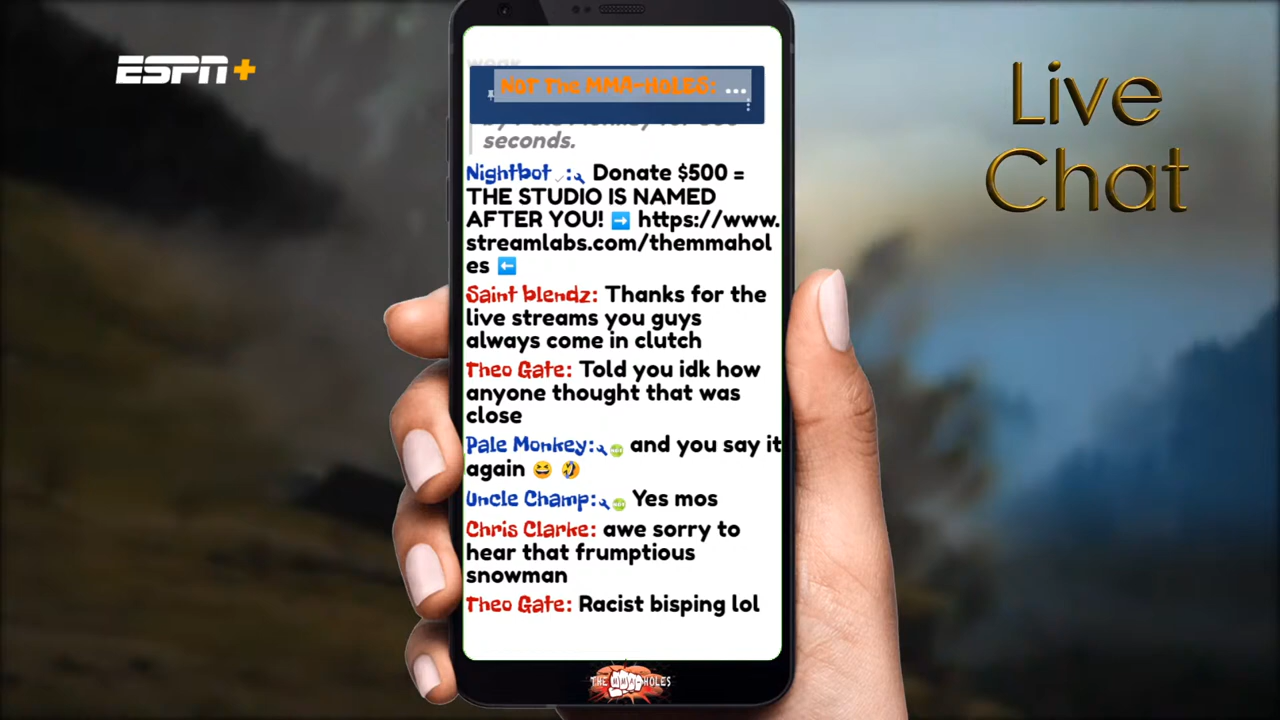 ESPN+
Live
Chat
NOT The MMA-HOLES: ...
seconds.
Nightbot : Donate $500 =
THE STUDIO IS NAMED
AFTER YOU! ➡️ https://www.
streamlabs.com/themmahol
es ⬅️
Saint blendz: Thanks for the
live streams you guys
always come in clutch
Theo Gate: Told you idk how
anyone thought that was
close
Pale Monkey: and you say it
again 😆 🤣
Uncle Champ: Yes mos
Chris Clarke: awe sorry to
hear that frumptious
snowman
Theo Gate: Racist bisping lol
THE MMA-HOLES